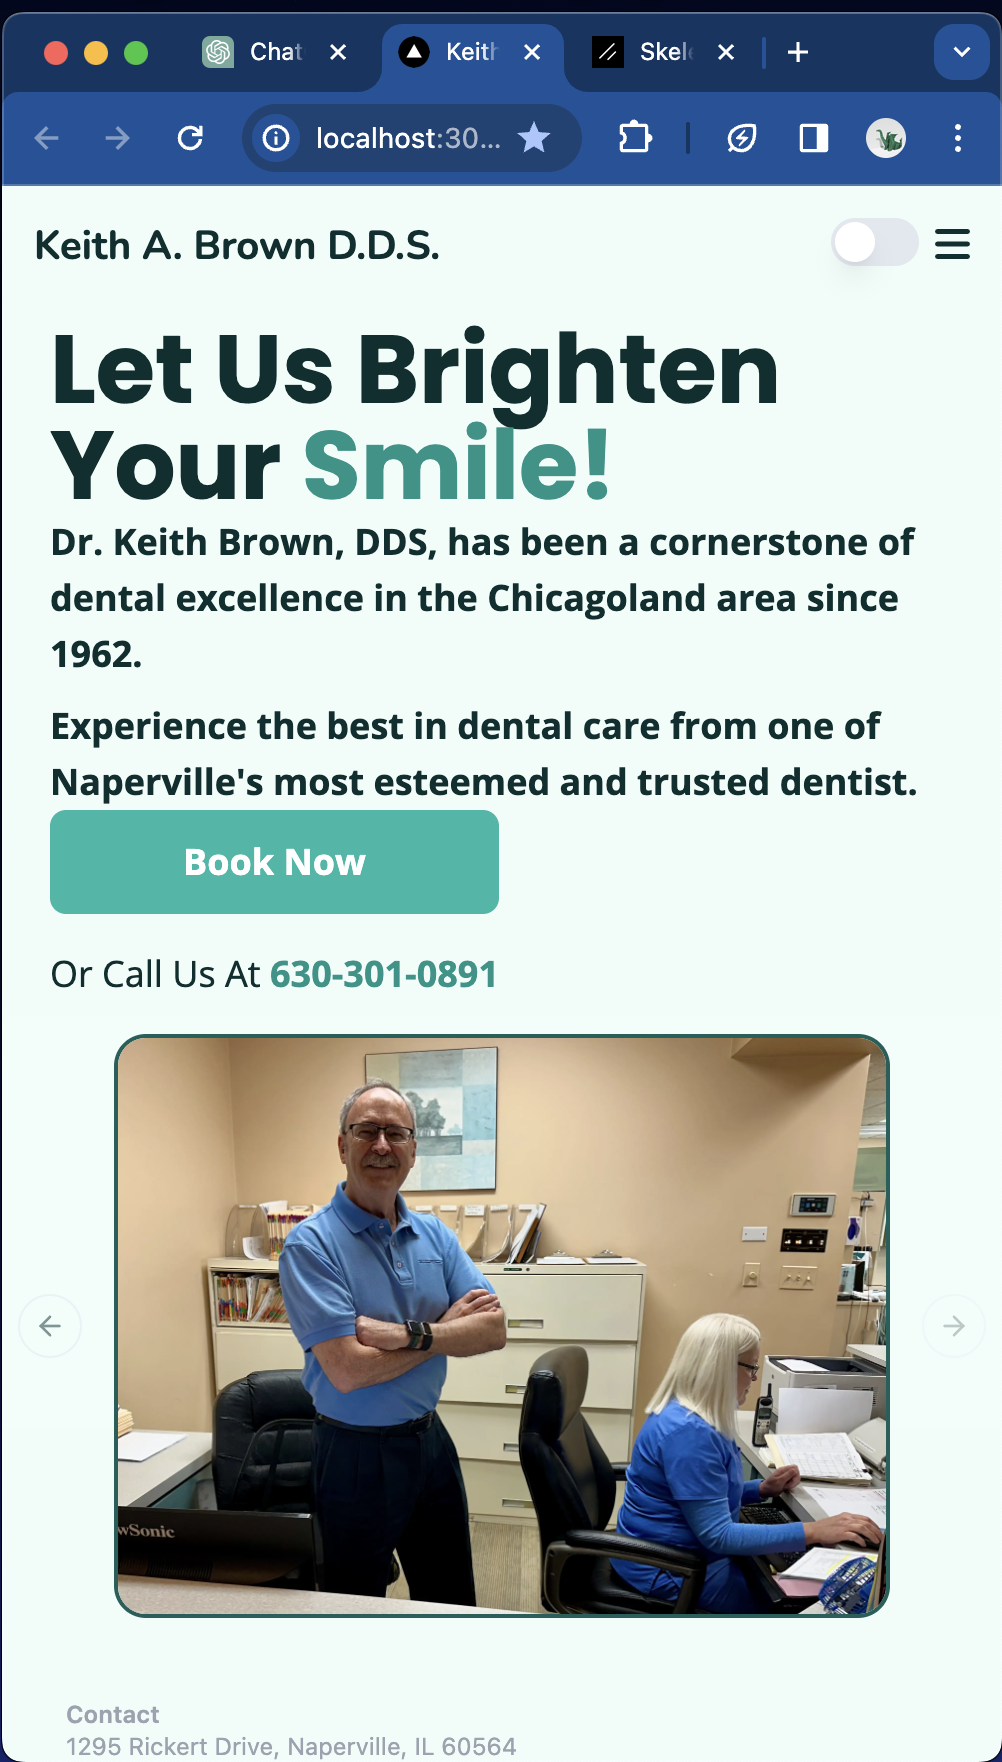 Chat
Keith
Skel
localhost:30...
Keith A. Brown D.D.S.
Let Us Brighten
Your Smile!
Dr. Keith Brown, DDS, has been a cornerstone of
dental excellence in the Chicagoland area since
1962.
Experience the best in dental care from one of
Naperville's most esteemed and trusted dentist.
Book Now
Or Call Us At 630-301-0891
wSonic
Contact
1295 Rickert Drive, Naperville, IL 60564